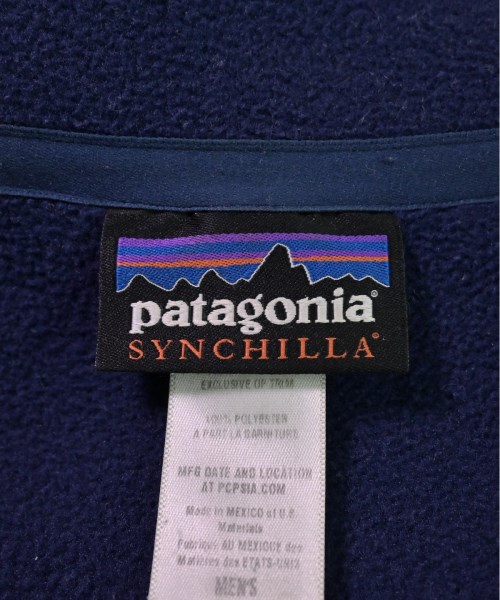 patagonia®
SYNCHILLA®
EXCLUSIVE OF TRIM
100% POLYESTER
A PART LA GARNITURE
MFG DATE AND LOCATION
AT PCPSIA.COM
Made in MEXICO of U.S.
Materials
Fabriqué AU MEXIQUE des
Matières des ETATS-UNIS
MEN'S